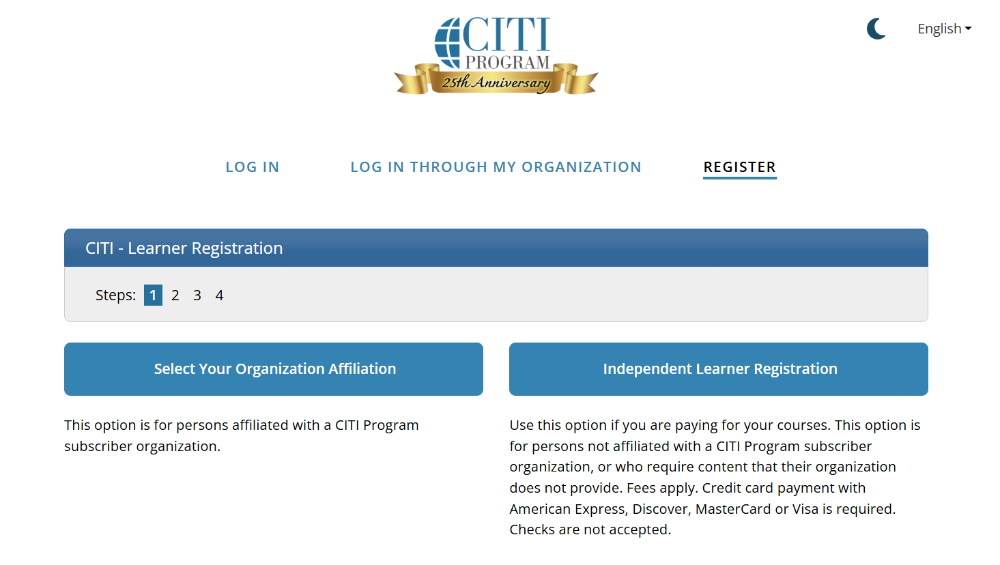 CITI
PROGRAM
25th Anniversary
English
LOG IN
LOG IN THROUGH MY ORGANIZATION
REGISTER
CITI - Learner Registration
Steps: 1 2 3 4
Select Your Organization Affiliation
This option is for persons affiliated with a CITI Program
subscriber organization.
Independent Learner Registration
Use this option if you are paying for your courses. This option is
for persons not affiliated with a CITI Program subscriber
organization, or who require content that their organization
does not provide. Fees apply. Credit card payment with
American Express, Discover, MasterCard or Visa is required.
Checks are not accepted.